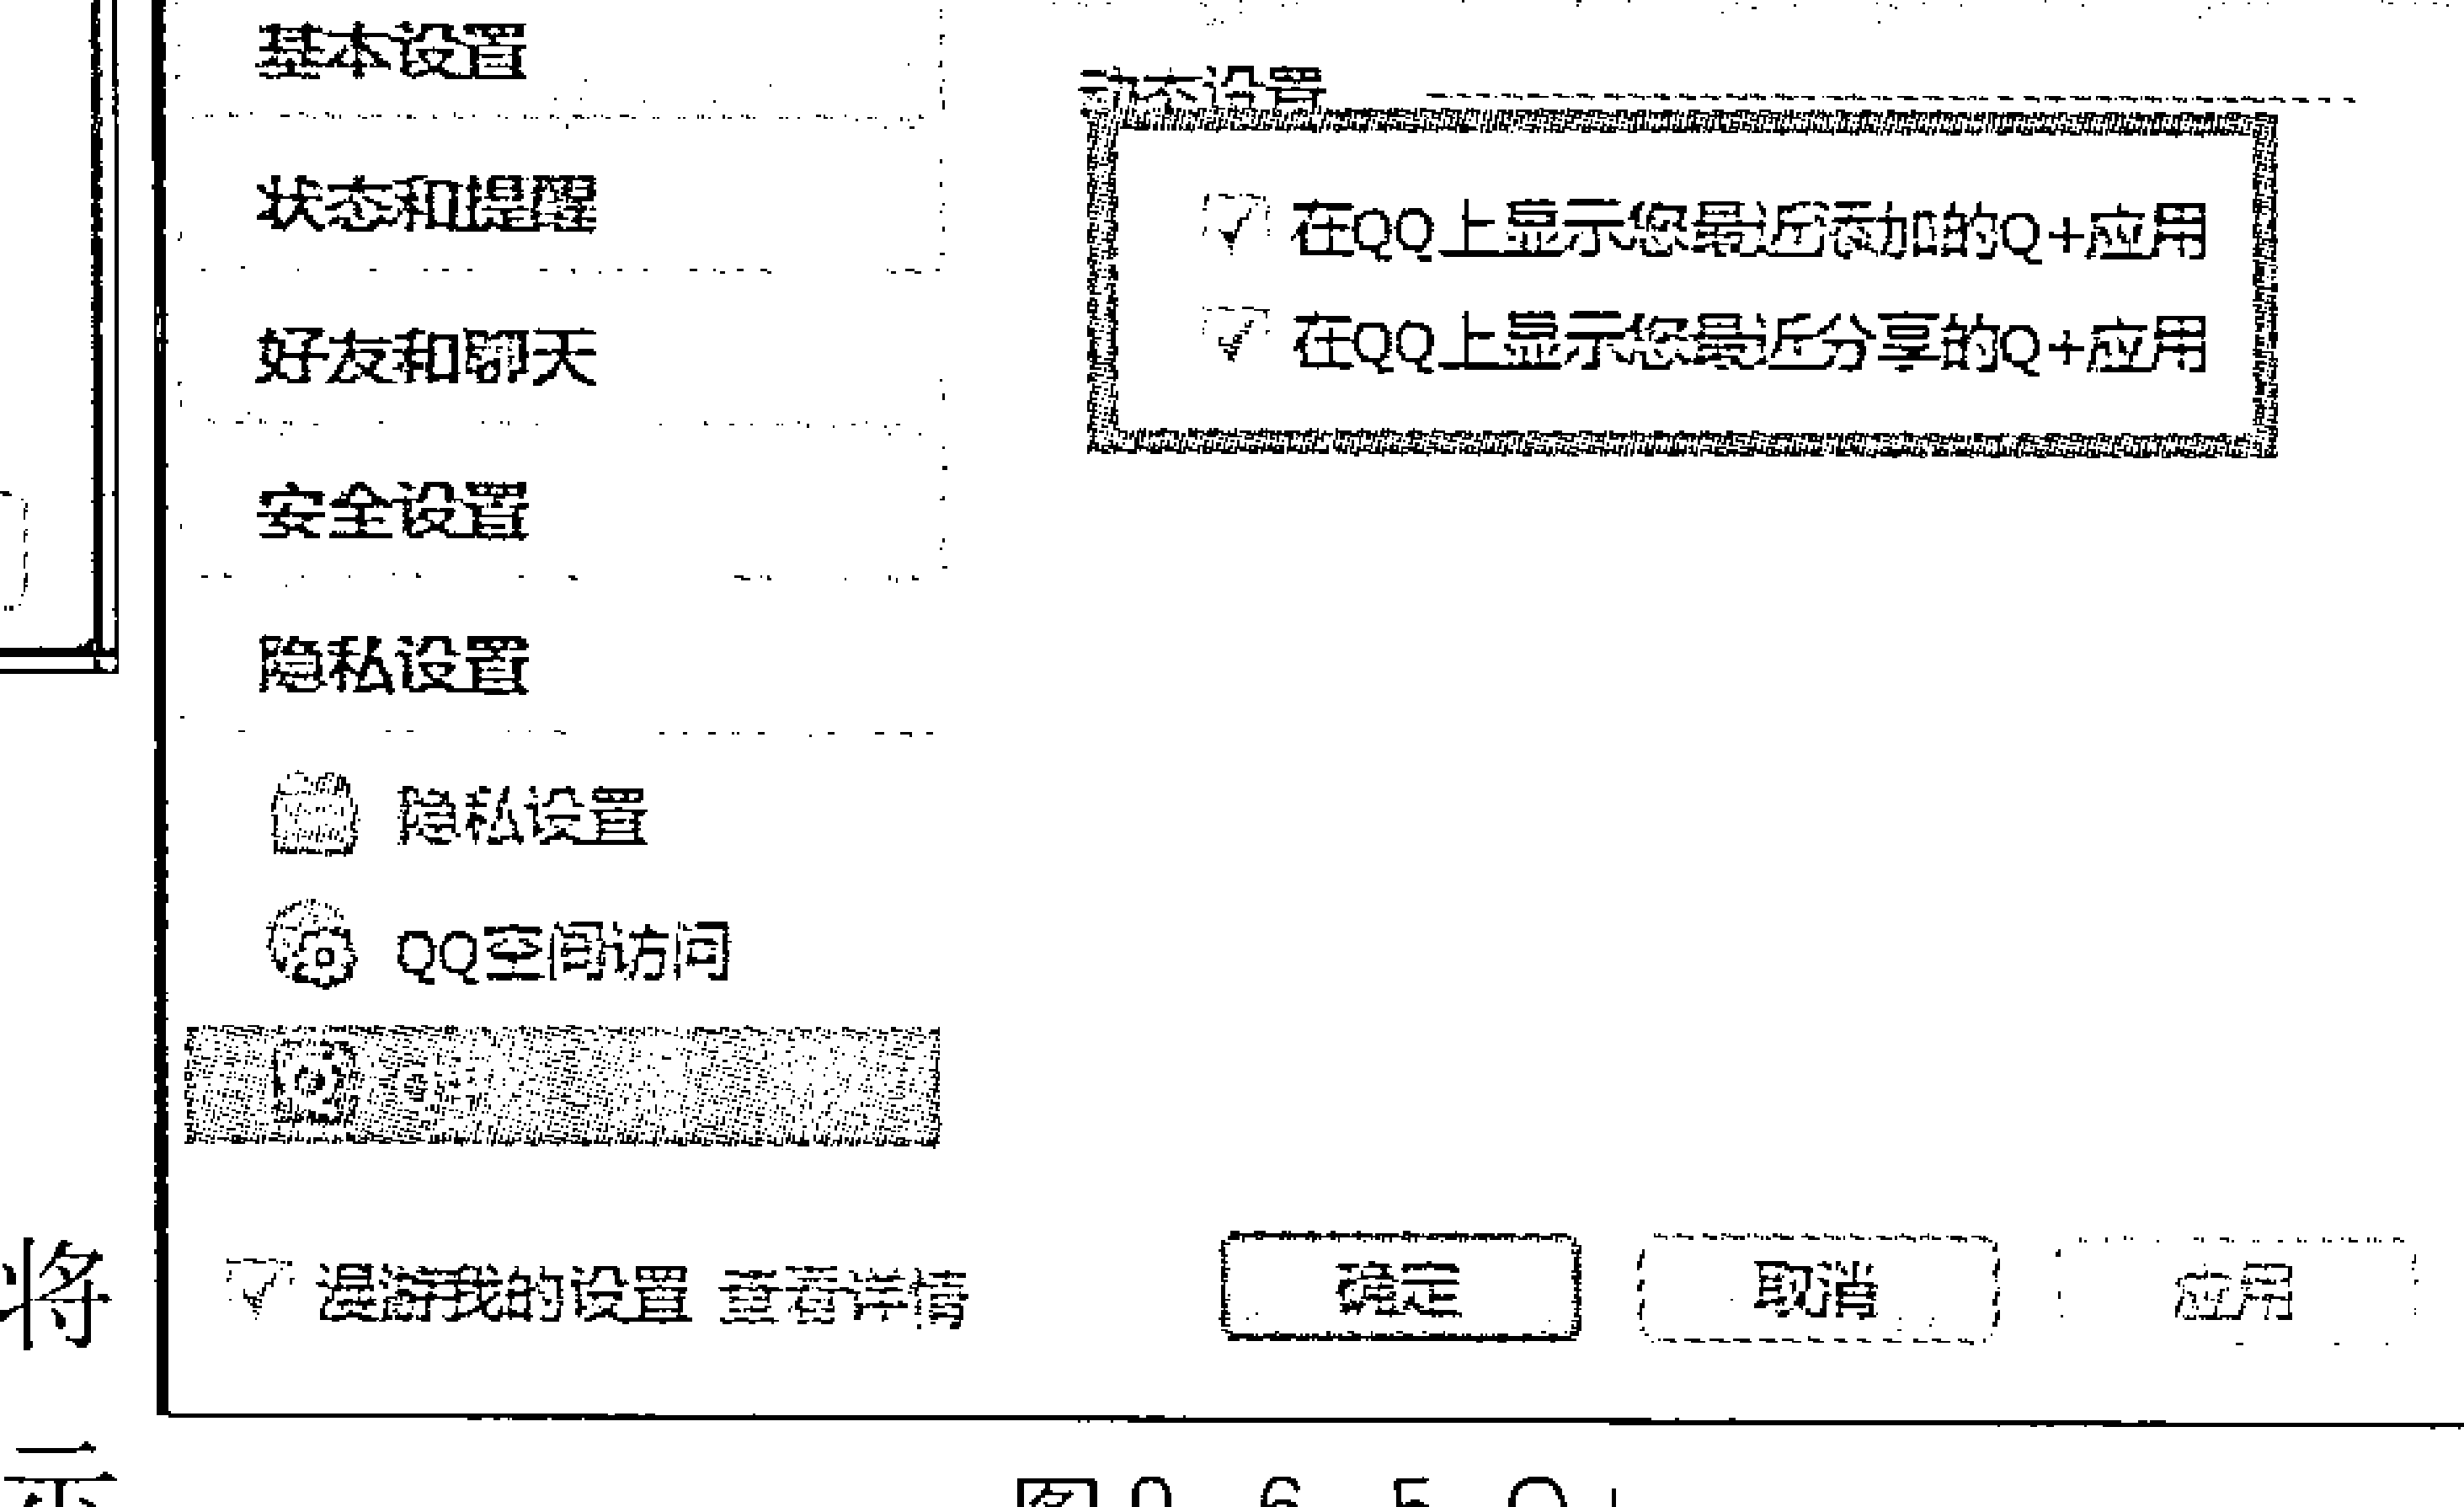 基本设置
状态和提醒
好友和聊天
安全设置
隐私设置
隐私设置
QQ空间访问
动态设置
在QQ上显示您最近添加的Q+应用
在QQ上显示您最近分享的Q+应用
漫游我的设置 查看详情
确定
取消
应用
将
示